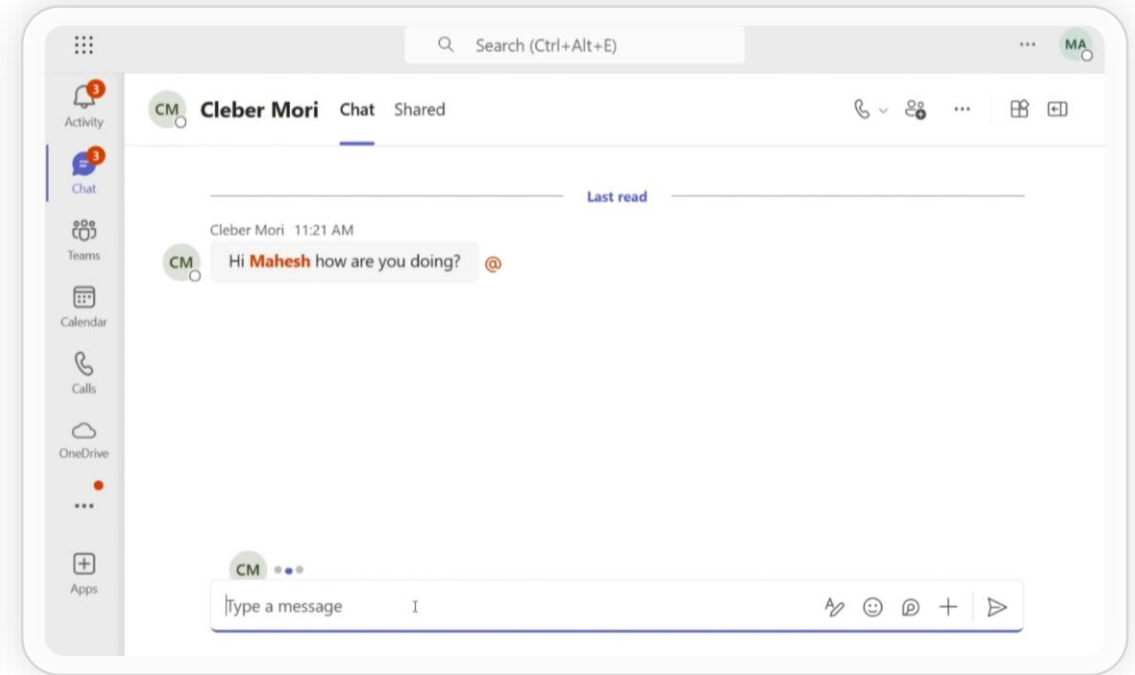 Search (Ctrl+Alt+E)
MA
3
Activity
CM
Cleber Mori
Chat
Shared
3
Chat
Last read
Teams
Cleber Mori 11:21 AM
CM
Hi Mahesh how are you doing? @
Calendar
Calls
OneDrive
CM
Apps
Type a message